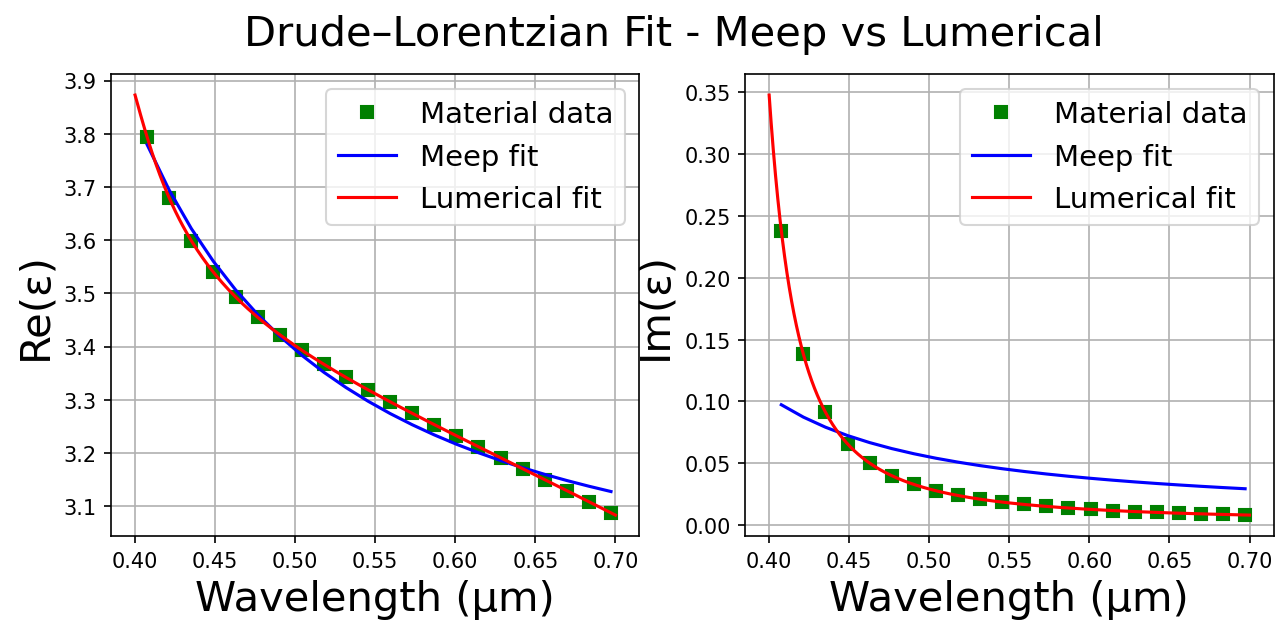 Drude–Lorentzian Fit - Meep vs Lumerical
Re(ε)
3.9
3.8
3.7
3.6
3.5
3.4
3.3
3.2
3.1
0.40 0.45 0.50 0.55 0.60 0.65 0.70
Wavelength (μm)
Material data
Meep fit
Lumerical fit
Im(ε)
0.35
0.30
0.25
0.20
0.15
0.10
0.05
0.00
0.40 0.45 0.50 0.55 0.60 0.65 0.70
Wavelength (μm)
Material data
Meep fit
Lumerical fit